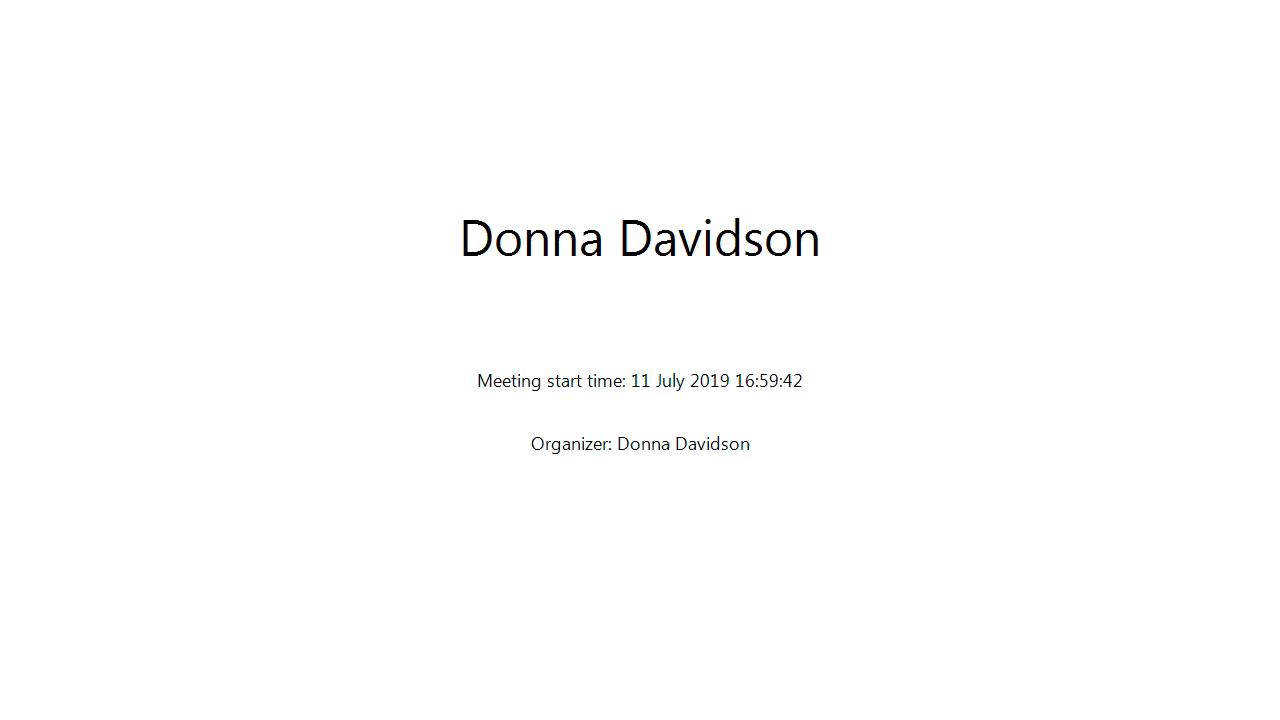 Donna Davidson
Meeting start time: 11 July 2019 16:59:42
Organizer: Donna Davidson